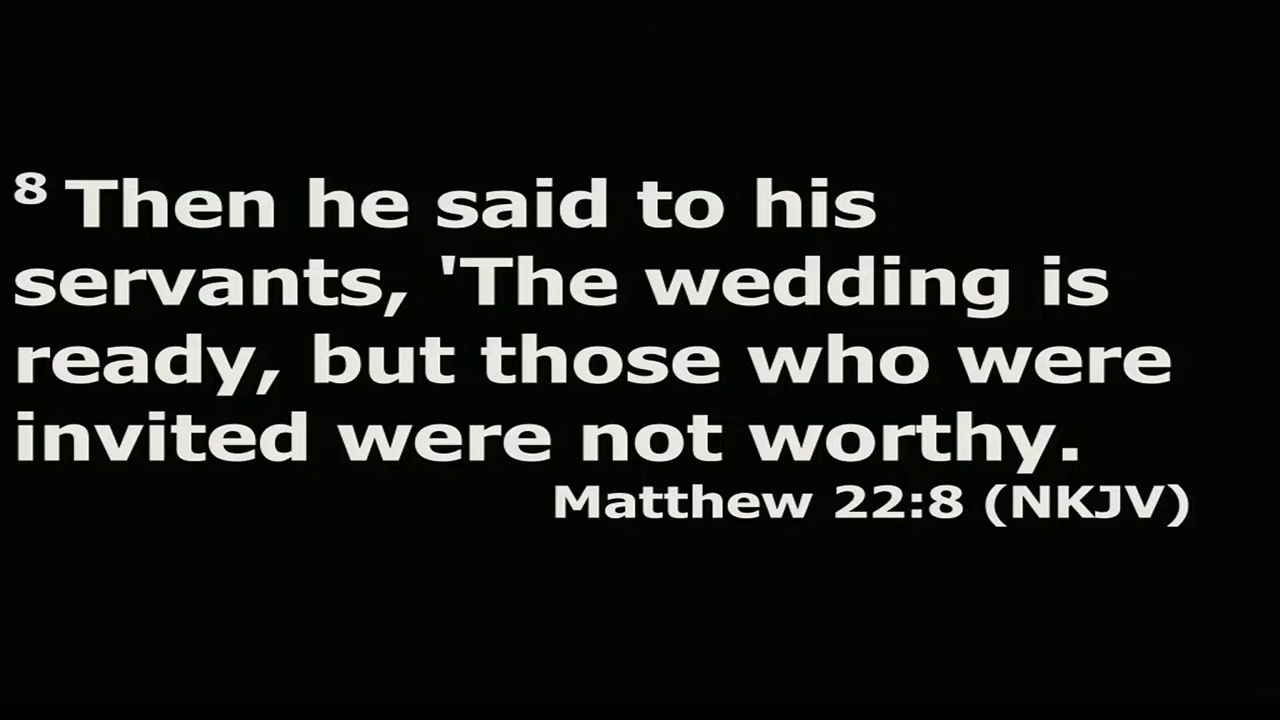 8 Then he said to his
servants, 'The wedding is
ready, but those who were
invited were not worthy.
Matthew 22:8 (NKJV)